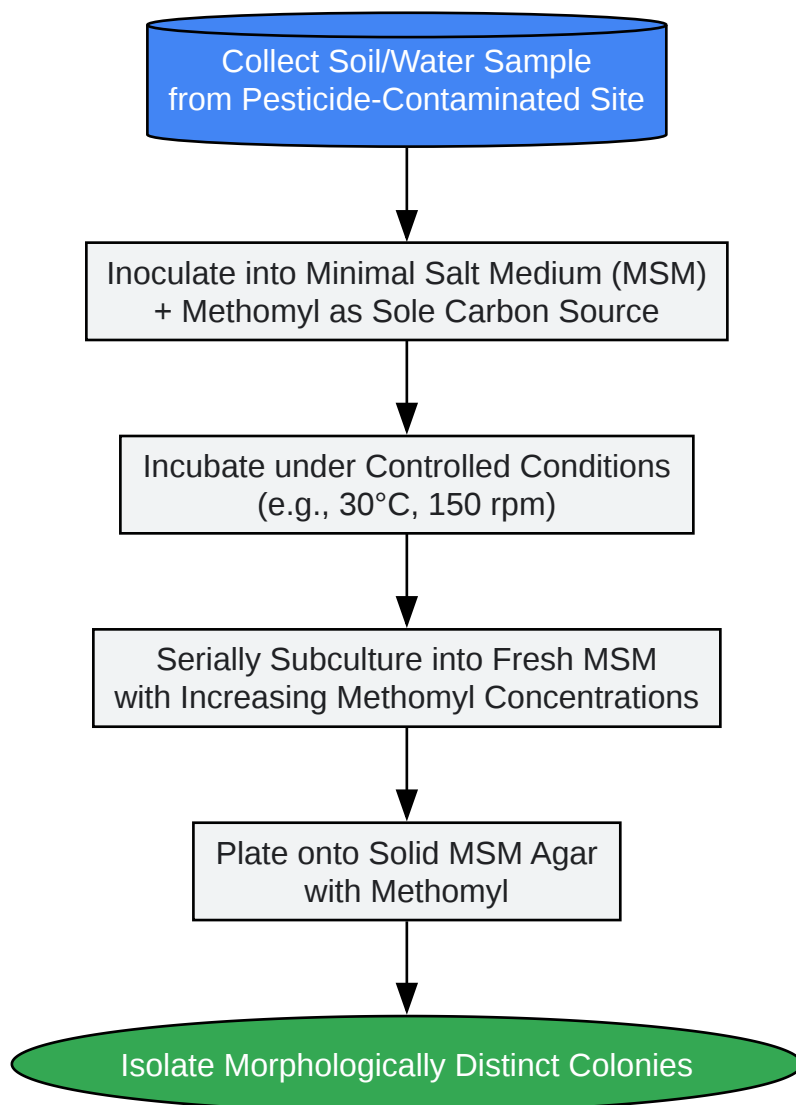 Collect Soil/Water Sample
from Pesticide-Contaminated Site
Inoculate into Minimal Salt Medium (MSM)
+ Methomyl as Sole Carbon Source
Incubate under Controlled Conditions
(e.g., 30°C, 150 rpm)
Serially Subculture into Fresh MSM
with Increasing Methomyl Concentrations
Plate onto Solid MSM Agar
with Methomyl
Isolate Morphologically Distinct Colonies